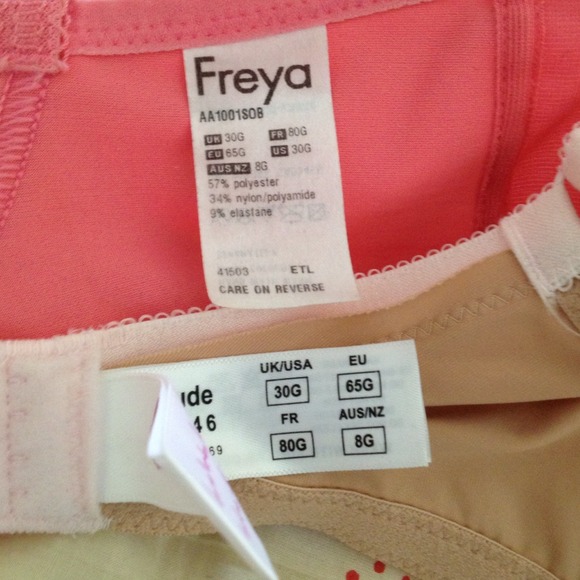 Freya
AA1001SOB
UK 30G FR 80G
EU 65G US 30G
AUS NZ 8G
57% polyester
34% nylon/polyamide
9% elastane
41503 ETL
CARE ON REVERSE
UK/USA EU
30G 65G
FR AUS/NZ
80G 8G
ude
46
69